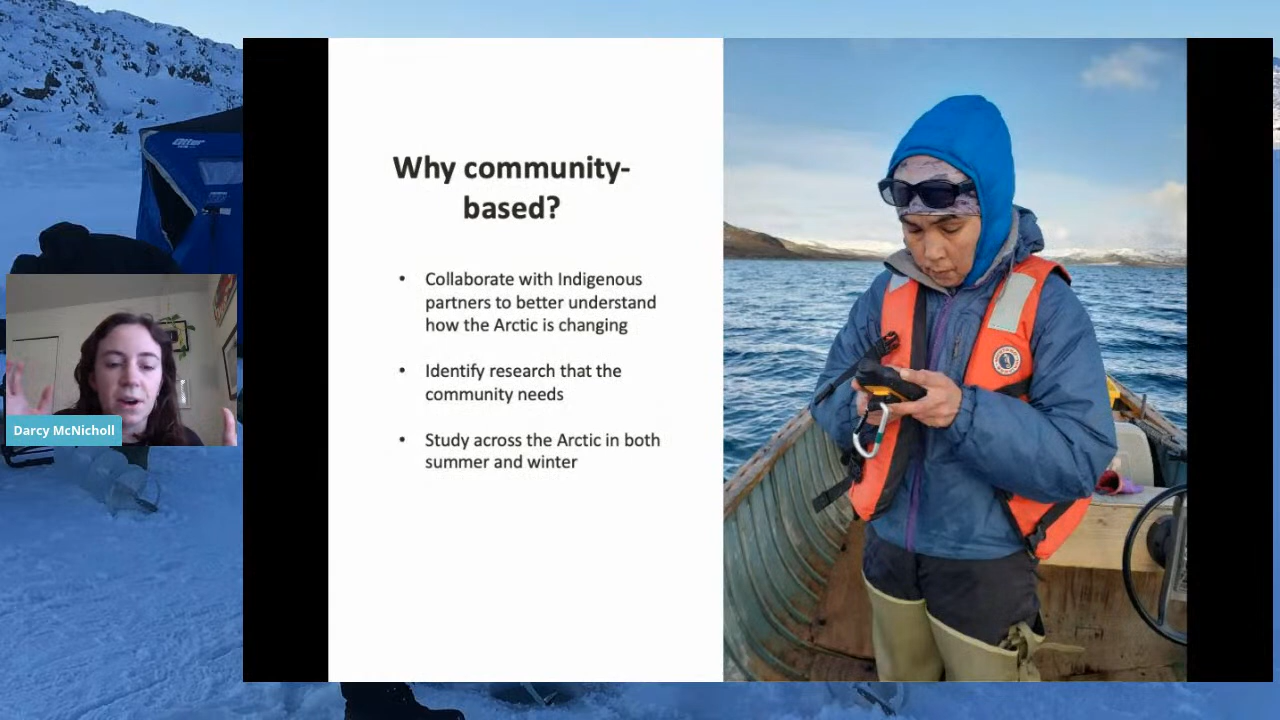 Otter
Why community-
based?
• Collaborate with Indigenous
partners to better understand
how the Arctic is changing
• Identify research that the
community needs
• Study across the Arctic in both
summer and winter
Darcy McNicholl